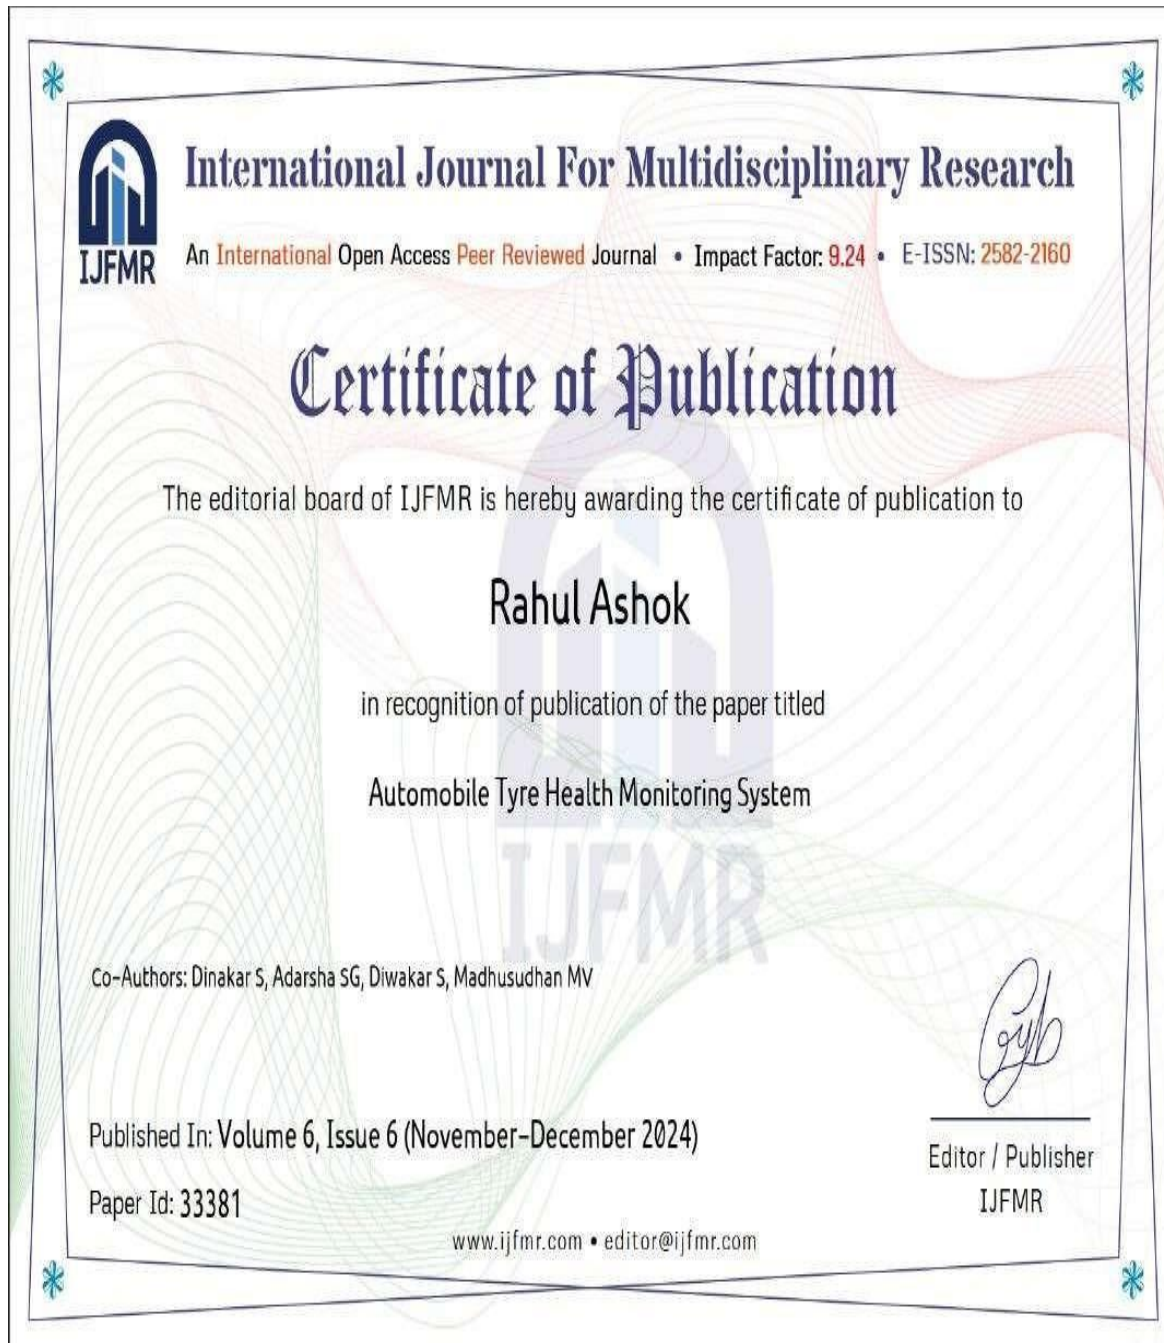 International Journal For Multidisciplinary Research
IJFMR
An International Open Access Peer Reviewed Journal • Impact Factor: 9.24 • E-ISSN: 2582-2160
Certificate of Publication
The editorial board of IJFMR is hereby awarding the certificate of publication to
Rahul Ashok
in recognition of publication of the paper titled
Automobile Tyre Health Monitoring System
IJFMR
Co-Authors: Dinakar S, Adarsha SG, Diwakar S, Madhusudhan MV
Published In: Volume 6, Issue 6 (November-December 2024)
Editor / Publisher
IJFMR
Paper Id: 33381
www.ijfmr.com • editor@ijfmr.com